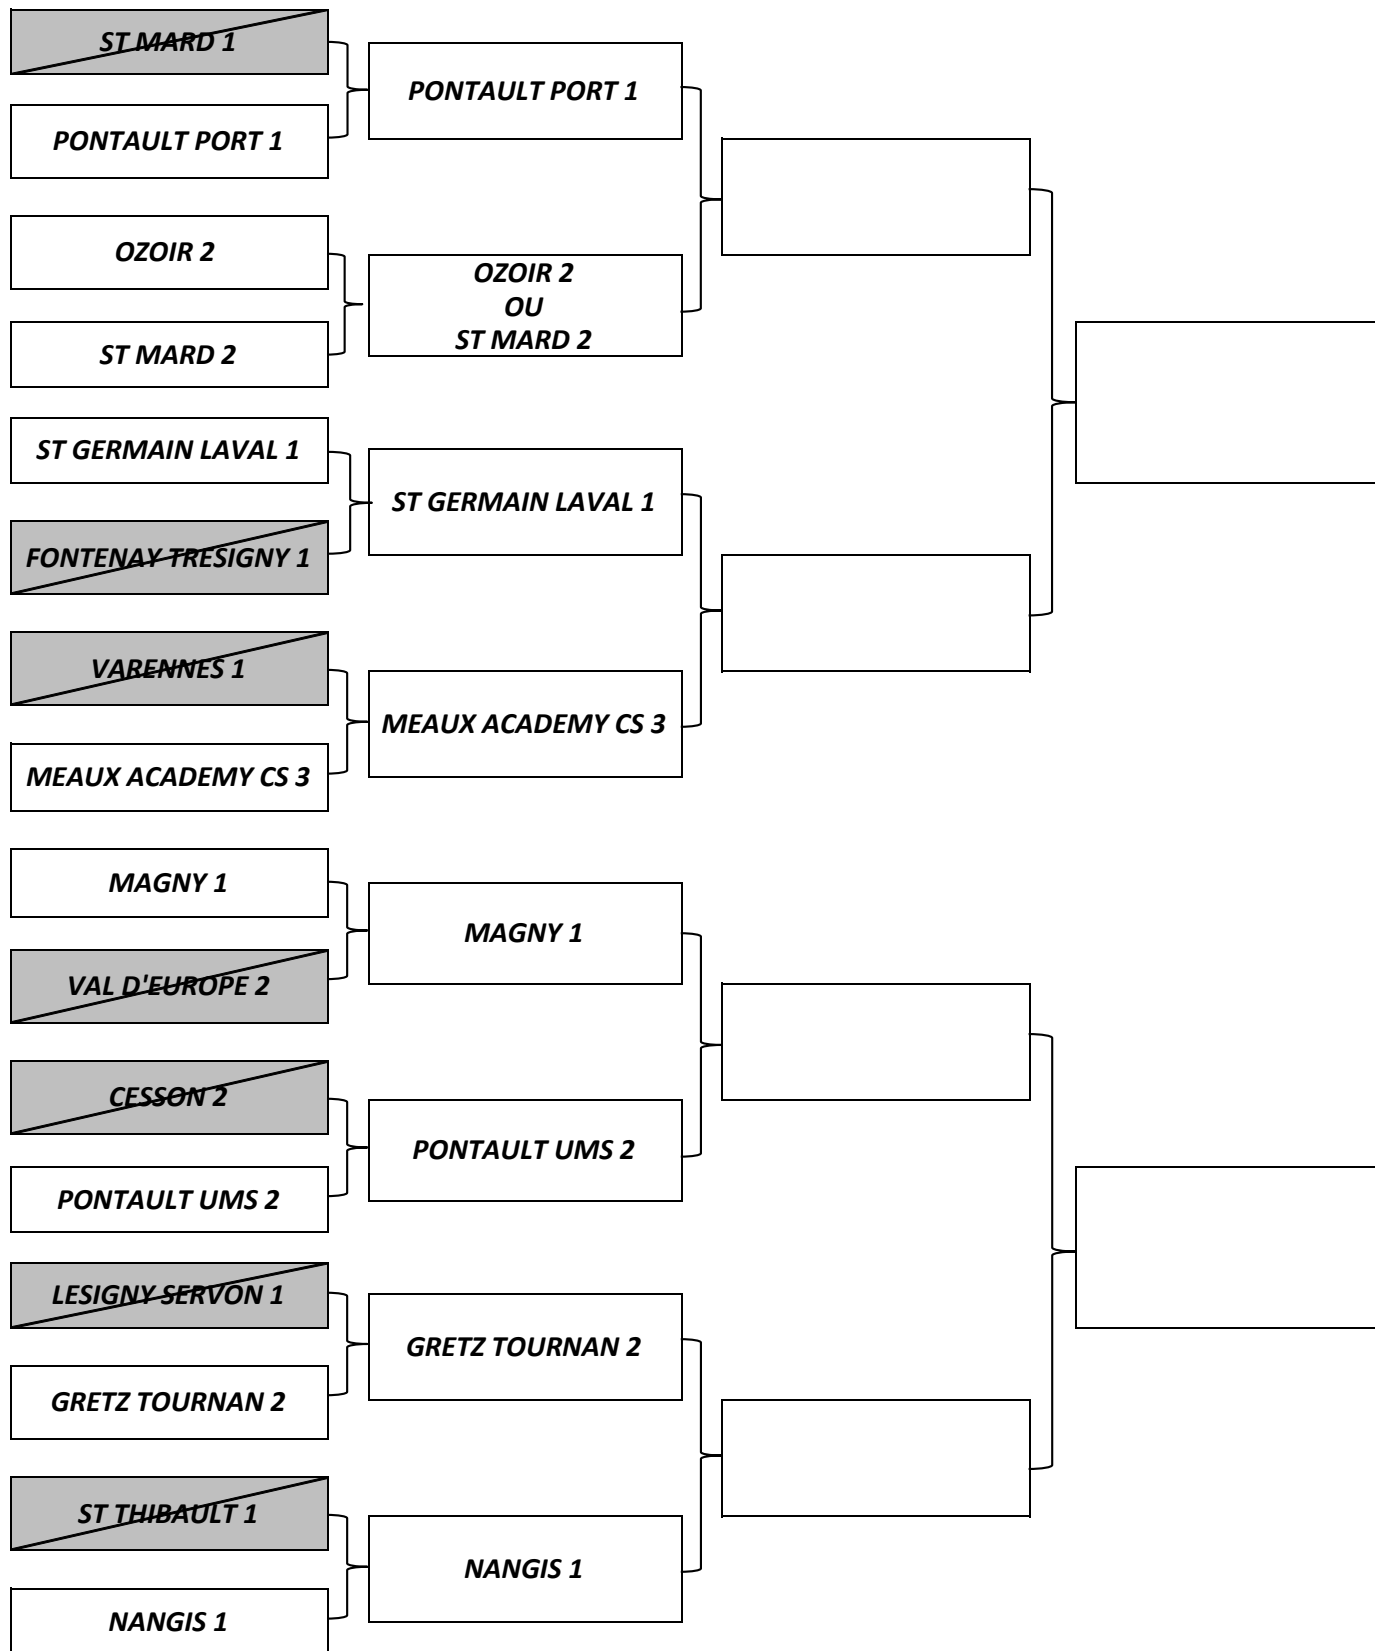 ST MARD 1
PONTAULT PORT 1
OZOIR 2
ST MARD 2
ST GERMAIN LAVAL 1
FONTENAY TRESIGNY 1
VARENNES 1
MEAUX ACADEMY CS 3
MAGNY 1
VAL D'EUROPE 2
CESSON 2
PONTAULT UMS 2
LESIGNY SERVON 1
GRETZ TOURNAN 2
ST THIBAULT 1
NANGIS 1
PONTAULT PORT 1
OZOIR 2
OU
ST MARD 2
ST GERMAIN LAVAL 1
MEAUX ACADEMY CS 3
MAGNY 1
PONTAULT UMS 2
GRETZ TOURNAN 2
NANGIS 1